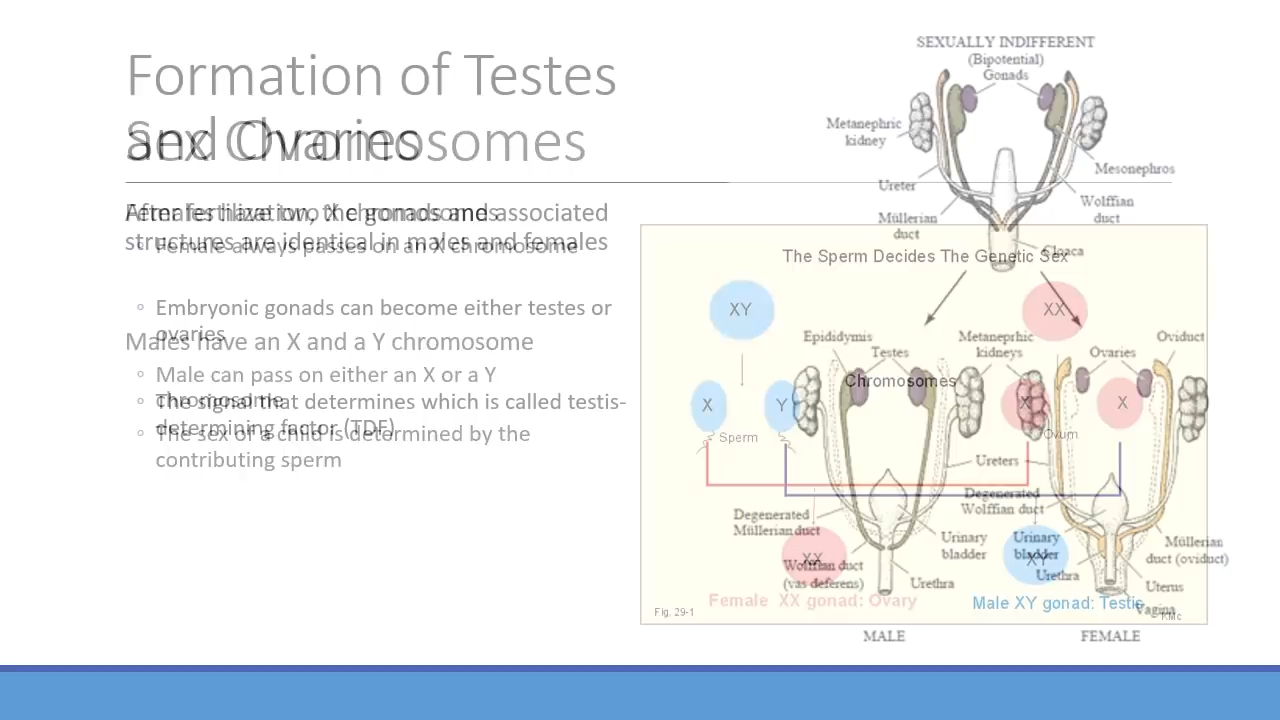 Formation of Testes
and Ovaries
Sex Chromosomes
After fertilization, the gonads and associated
structures are identical in males and females
◦ Embryonic gonads can become either testes or
ovaries
◦ The signal that determines which is called testis-
determining factor (TDF)
Females have two X chromosomes
◦ Female always passes on an X chromosome
Males have an X and a Y chromosome
◦ Male can pass on either an X or a Y
chromosome
◦ The sex of a child is determined by the
contributing sperm
SEXUALLY INDIFFERENT
(Bipotential)
Gonads
Metanephric
kidney
Mesonephros
Ureter
Wolffian
duct
Müllerian
duct
Cloaca
Epididymis
Testes
Metaneprhic
kidneys
Ovaries
Oviduct
Ureters
Degenerated
Wolffian duct
Degenerated
Müllerian duct
Urinary
bladder
Urinary
bladder
Müllerian
duct (oviduct)
Wolffian duct
(vas deferens)
Urethra
Urethra
Uterus
Vagina
MALE
FEMALE
The Sperm Decides The Genetic Sex
XY
XX
Chromosomes
X
Y
X
X
Sperm
Ovum
XX
XY
Female XX gonad: Ovary
Male XY gonad: Testis
Fig. 29-1
KMc